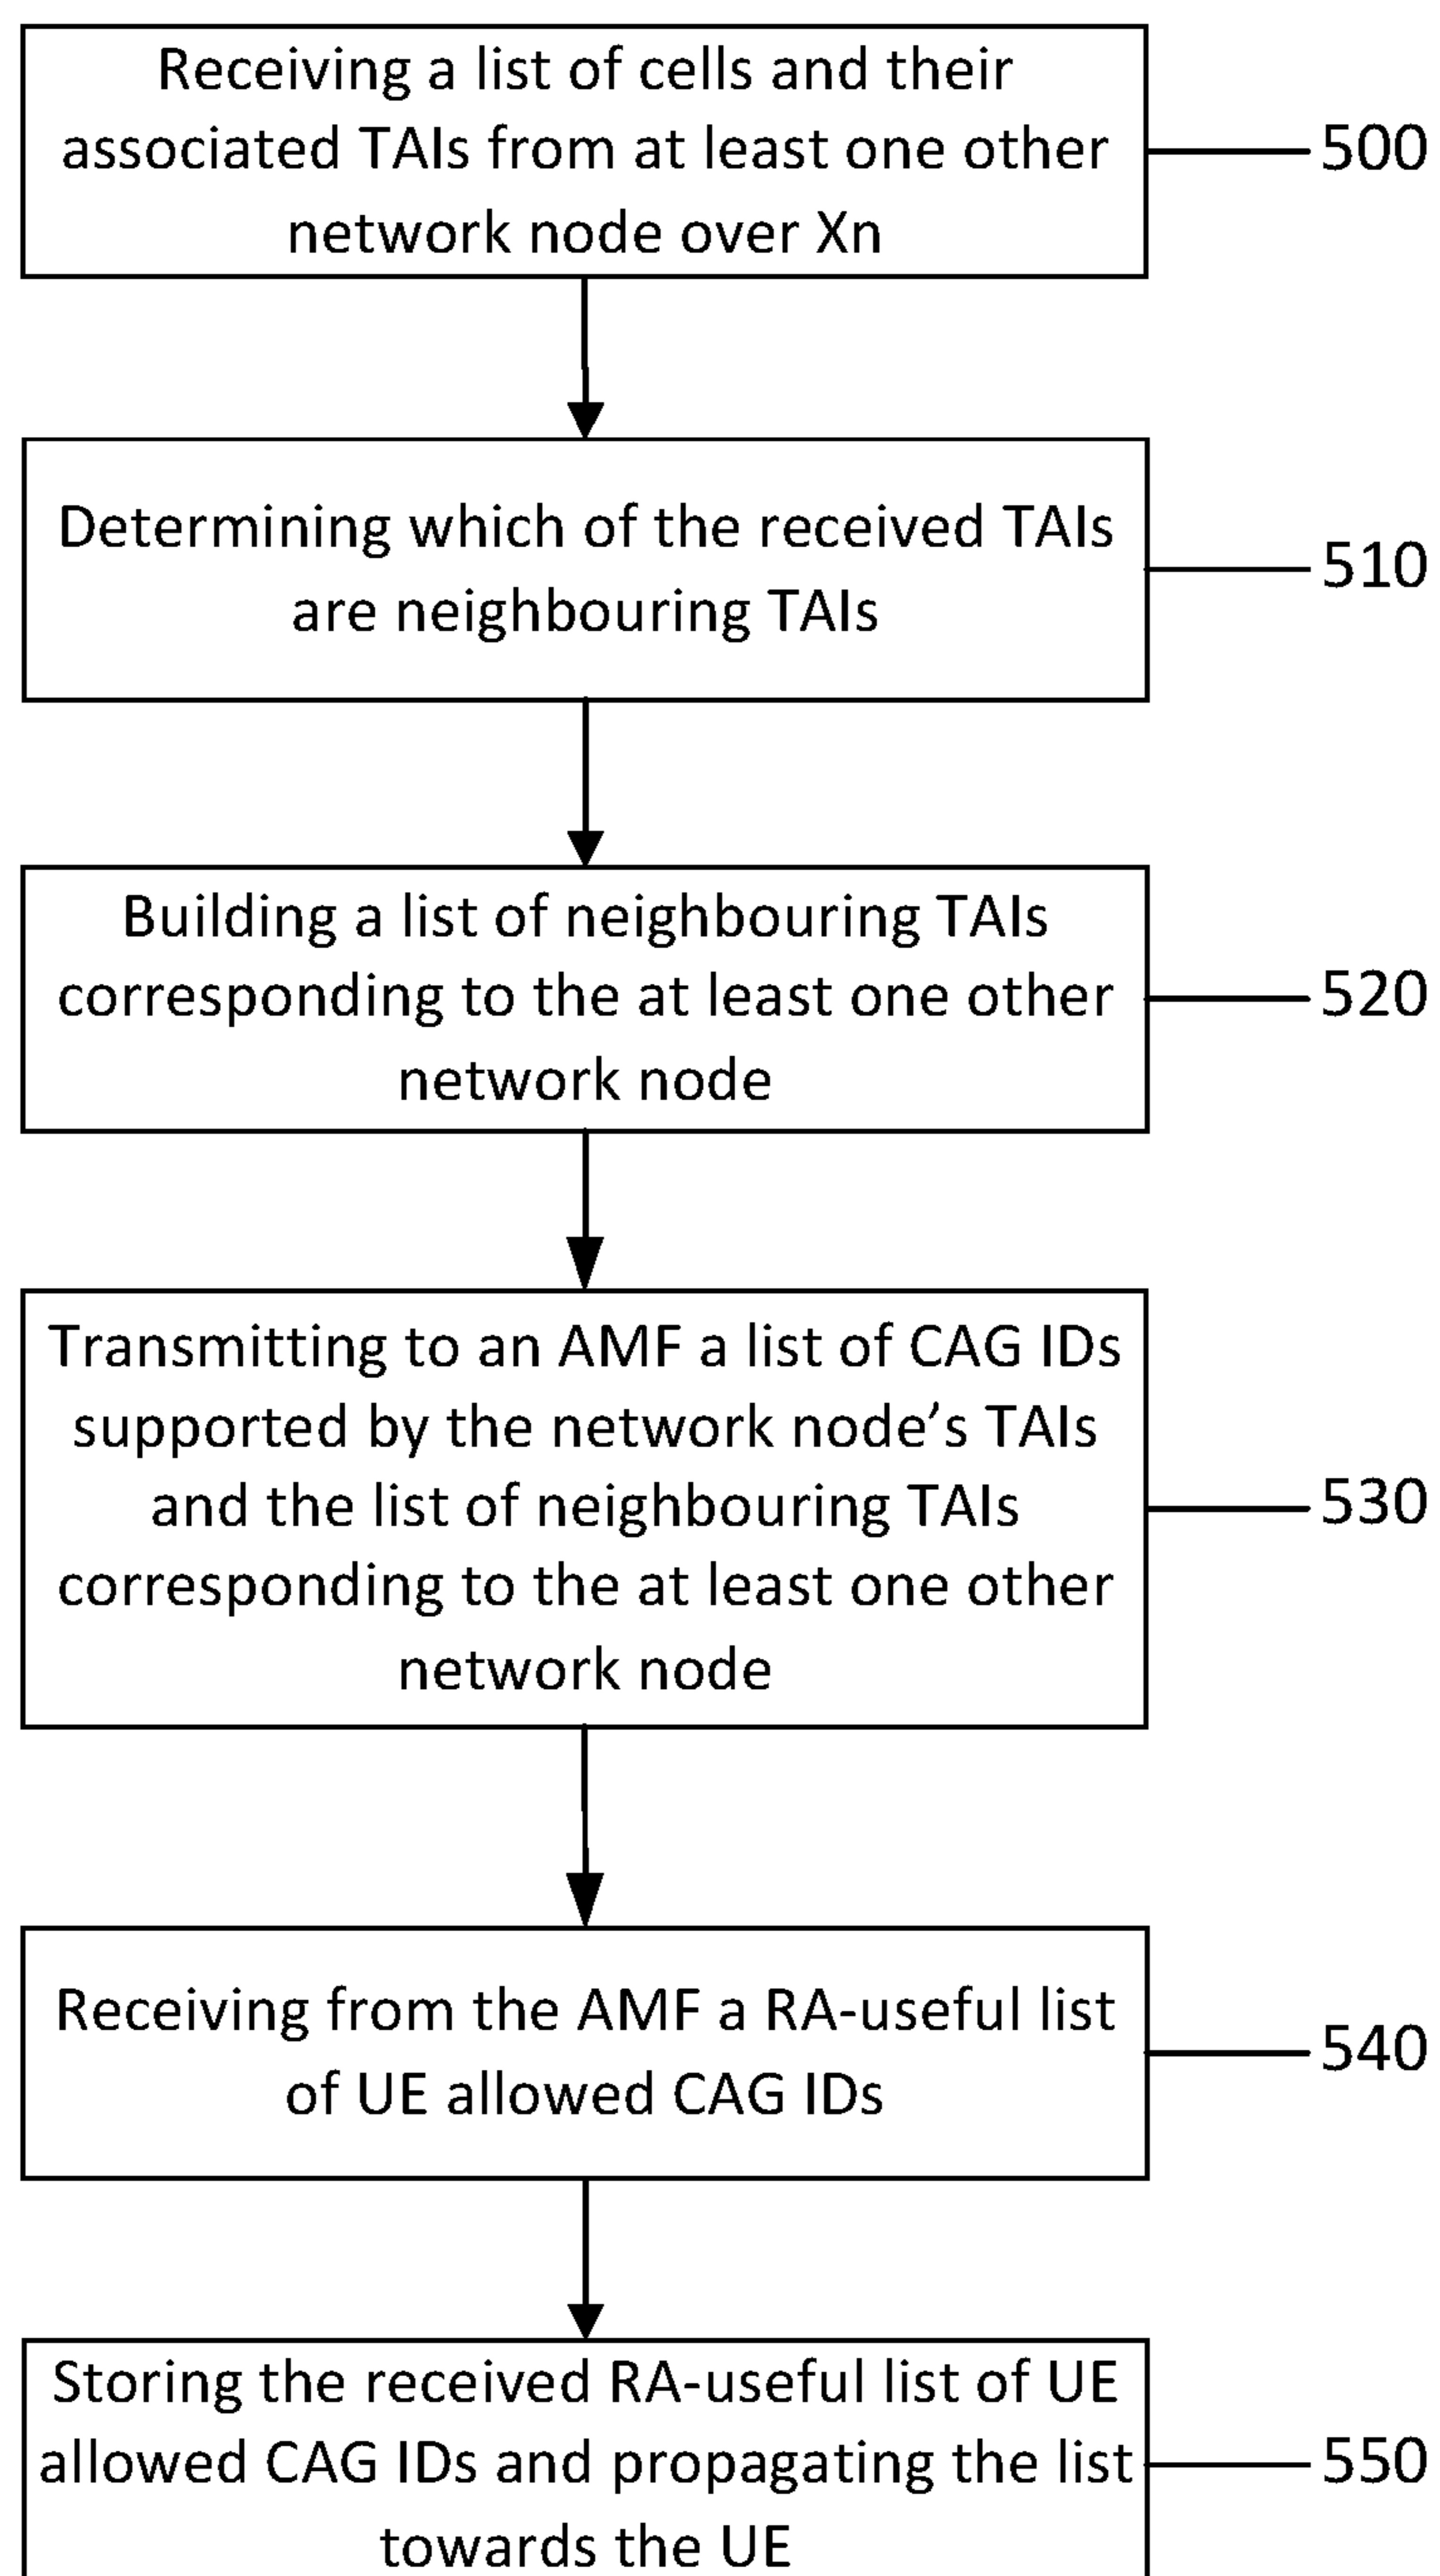 Receiving a list of cells and their
associated TAIs from at least one other
network node over Xn
500
Determining which of the received TAIs
are neighbouring TAIs
510
Building a list of neighbouring TAIs
corresponding to the at least one other
network node
520
Transmitting to an AMF a list of CAG IDs
supported by the network node's TAIs
and the list of neighbouring TAIs
corresponding to the at least one other
network node
530
Receiving from the AMF a RA-useful list
of UE allowed CAG IDs
540
Storing the received RA-useful list of UE
allowed CAG IDs and propagating the list
towards the UE
550